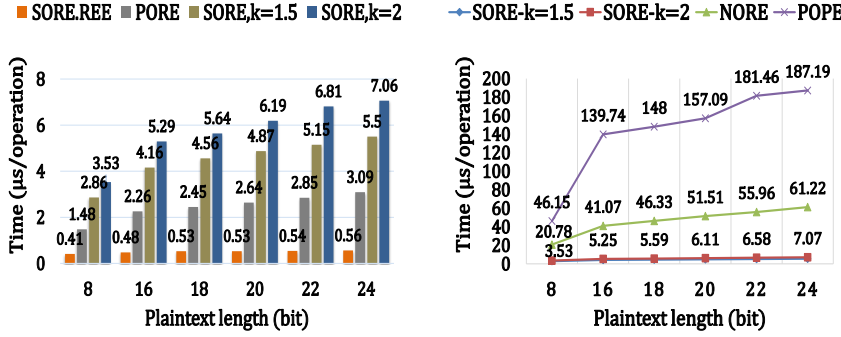 SORE.REE PORE SORE,k=1.5 SORE,k=2
Time (μs/operation)
8
6
4
2
0
0.41 1.48 2.86 3.53
0.48 2.26 4.16 5.29
0.53 2.45 4.56 5.64
0.53 2.64 4.87 6.19
0.54 2.85 5.15 6.81
0.56 3.09 5.5 7.06
8 16 18 20 22 24
Plaintext length (bit)
SORE-k=1.5 SORE-k=2 NORE POPE
Time (μs/operation)
200
180
160
140
120
100
80
60
40
20
0
46.15 139.74 148 157.09 181.46 187.19
20.78 41.07 46.33 51.51 55.96 61.22
3.53 5.25 5.59 6.11 6.58 7.07
8 16 18 20 22 24
Plaintext length (bit)